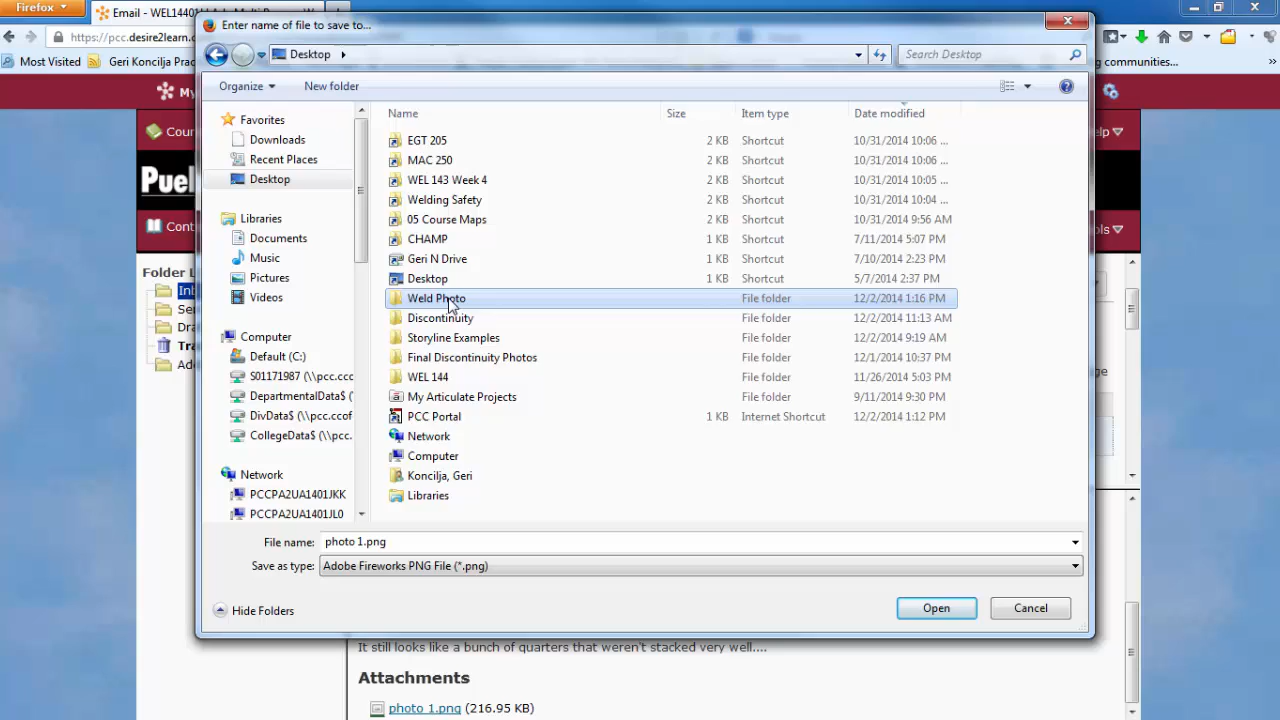 Firefox
Email - WEL14401
Enter name of file to save to...
https://pcc.desire2learn.c
Desktop
Search Desktop
Most Visited
Geri Koncilja Prac
ng communities...
»
Organize
New folder
My
Name
Size
Item type
Date modified
Favorites
Downloads
Recent Places
Desktop
Libraries
Documents
Music
Pictures
Videos
Computer
Default (C:)
S01171987 (\\pcc.ccc
DepartmentalData$ (
DivData$ (\\pcc.ccof
CollegeData$ (\\pcc.
Network
PCCPA2UA1401JKK
PCCPA2UA1401JL0
EGT 205 2 KB Shortcut 10/31/2014 10:06 ...
MAC 250 2 KB Shortcut 10/31/2014 10:06 ...
WEL 143 Week 4 2 KB Shortcut 10/31/2014 10:05 ...
Welding Safety 2 KB Shortcut 10/31/2014 10:04 ...
05 Course Maps 2 KB Shortcut 10/31/2014 9:56 AM
CHAMP 1 KB Shortcut 7/11/2014 5:07 PM
Geri N Drive 1 KB Shortcut 7/10/2014 2:23 PM
Desktop 1 KB Shortcut 5/7/2014 2:37 PM
Weld Photo File folder 12/2/2014 1:16 PM
Discontinuity File folder 12/2/2014 11:13 AM
Storyline Examples File folder 12/2/2014 9:19 AM
Final Discontinuity Photos File folder 12/1/2014 10:37 PM
WEL 144 File folder 11/26/2014 5:03 PM
My Articulate Projects File folder 9/11/2014 9:30 PM
PCC Portal 1 KB Internet Shortcut 12/2/2014 1:12 PM
Network
Computer
Koncilja, Geri
Libraries
File name: photo 1.png
Save as type: Adobe Fireworks PNG File (*.png)
Hide Folders
Open
Cancel
Cour
elp
Puel
Cont
ols
Folder L
Inb
Se
Dra
Tra
Ad
ge
It still looks like a bunch of quarters that weren't stacked very well....
Attachments
photo 1.png (216.95 KB)